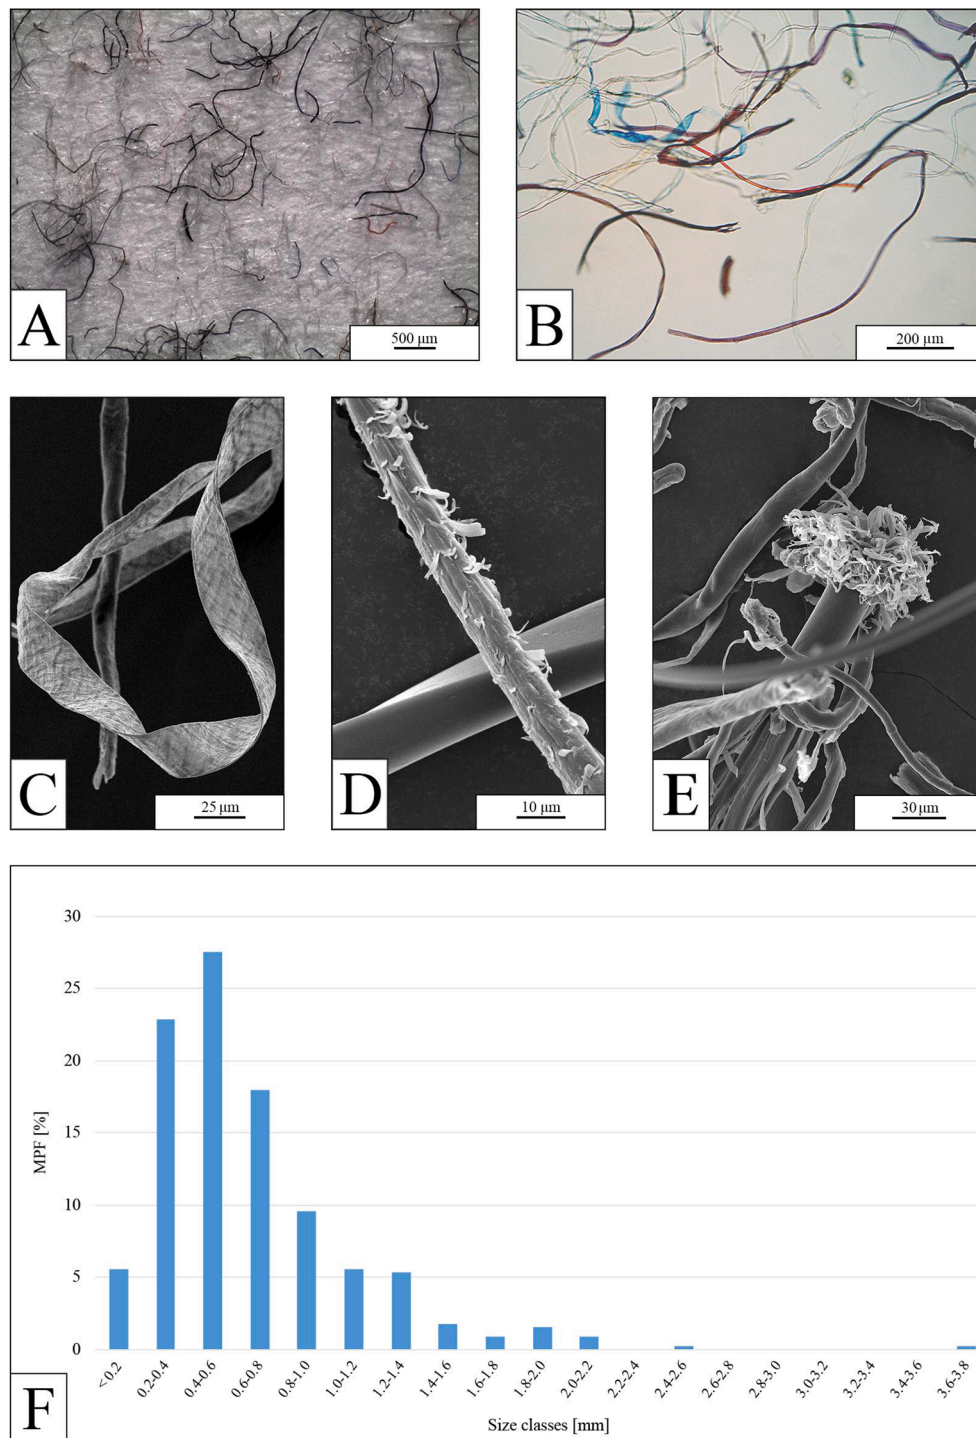 A
500 µm
B
200 µm
C
25 µm
D
10 µm
E
30 µm
30
25
20
15
10
5
0
MPF [%]
< 0.2
0.2-0.4
0.4-0.6
0.6-0.8
0.8-1.0
1.0-1.2
1.2-1.4
1.4-1.6
1.6-1.8
1.8-2.0
2.0-2.2
2.2-2.4
2.4-2.6
2.6-2.8
2.8-3.0
3.0-3.2
3.2-3.4
3.4-3.6
3.6-3.8
Size classes [mm]
F